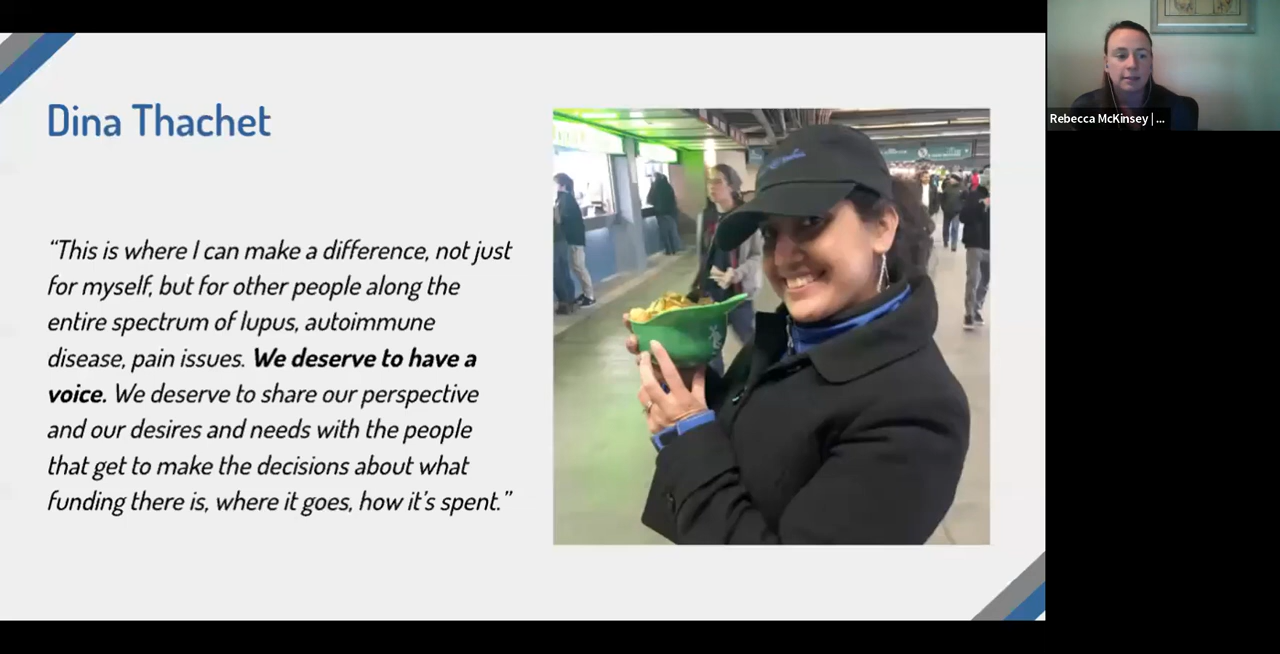 Dina Thachet
“This is where I can make a difference, not just
for myself, but for other people along the
entire spectrum of lupus, autoimmune
disease, pain issues. We deserve to have a
voice. We deserve to share our perspective
and our desires and needs with the people
that get to make the decisions about what
funding there is, where it goes, how it’s spent.”
Rebecca McKinsey | ...